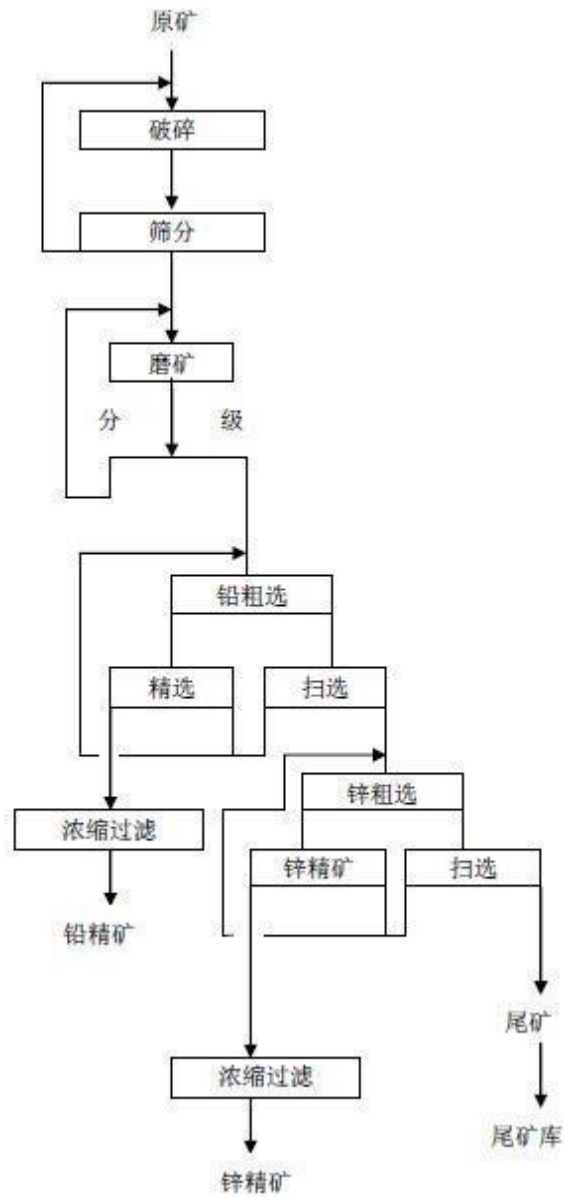 原矿
破碎
筛分
磨矿
分 级
铅粗选
精选 扫选
锌粗选
浓缩过滤
锌精矿 扫选
铅精矿
尾矿
浓缩过滤
尾矿库
锌精矿